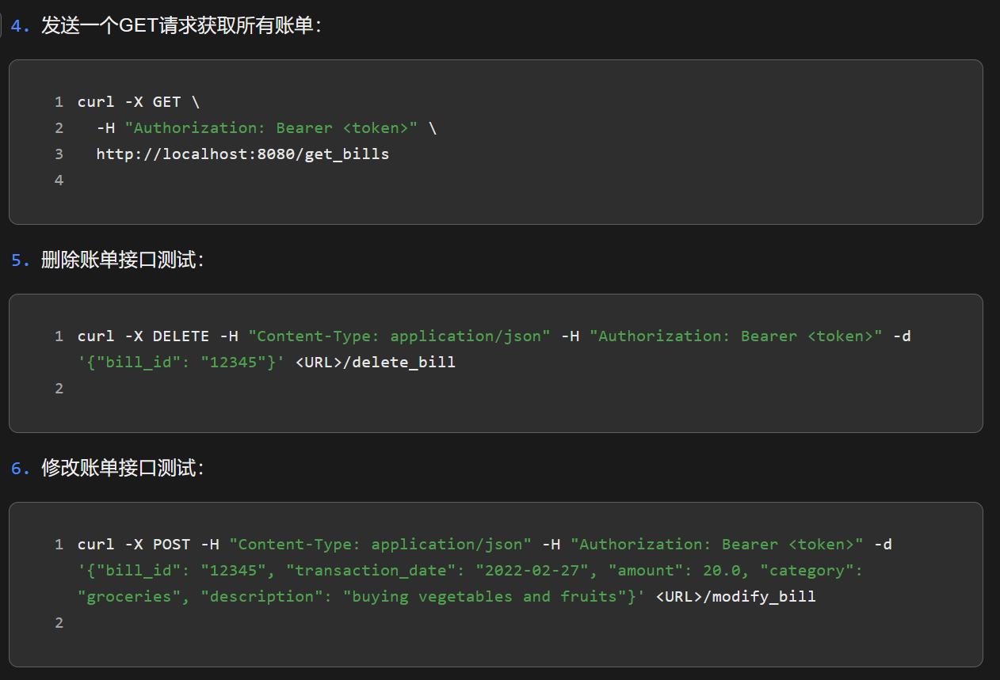 4. 发送一个GET请求获取所有账单：
1 curl -X GET \
2   -H "Authorization: Bearer <token>" \
3   http://localhost:8080/get_bills
4
5. 删除账单接口测试：
1 curl -X DELETE -H "Content-Type: application/json" -H "Authorization: Bearer <token>" -d
'{"bill_id": "12345"}' <URL>/delete_bill
2
6. 修改账单接口测试：
1 curl -X POST -H "Content-Type: application/json" -H "Authorization: Bearer <token>" -d
'{"bill_id": "12345", "transaction_date": "2022-02-27", "amount": 20.0, "category":
"groceries", "description": "buying vegetables and fruits"}' <URL>/modify_bill
2